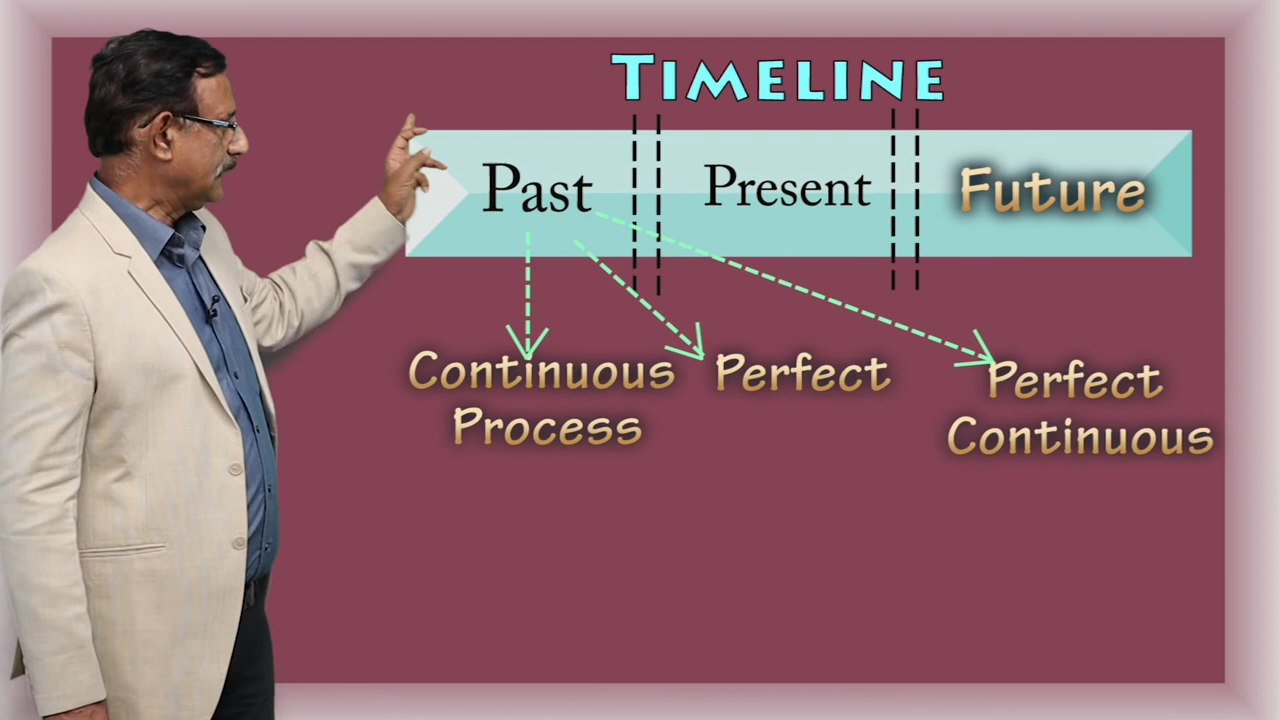 TIMELINE
Past Present Future
Continuous Process
Perfect
Perfect Continuous